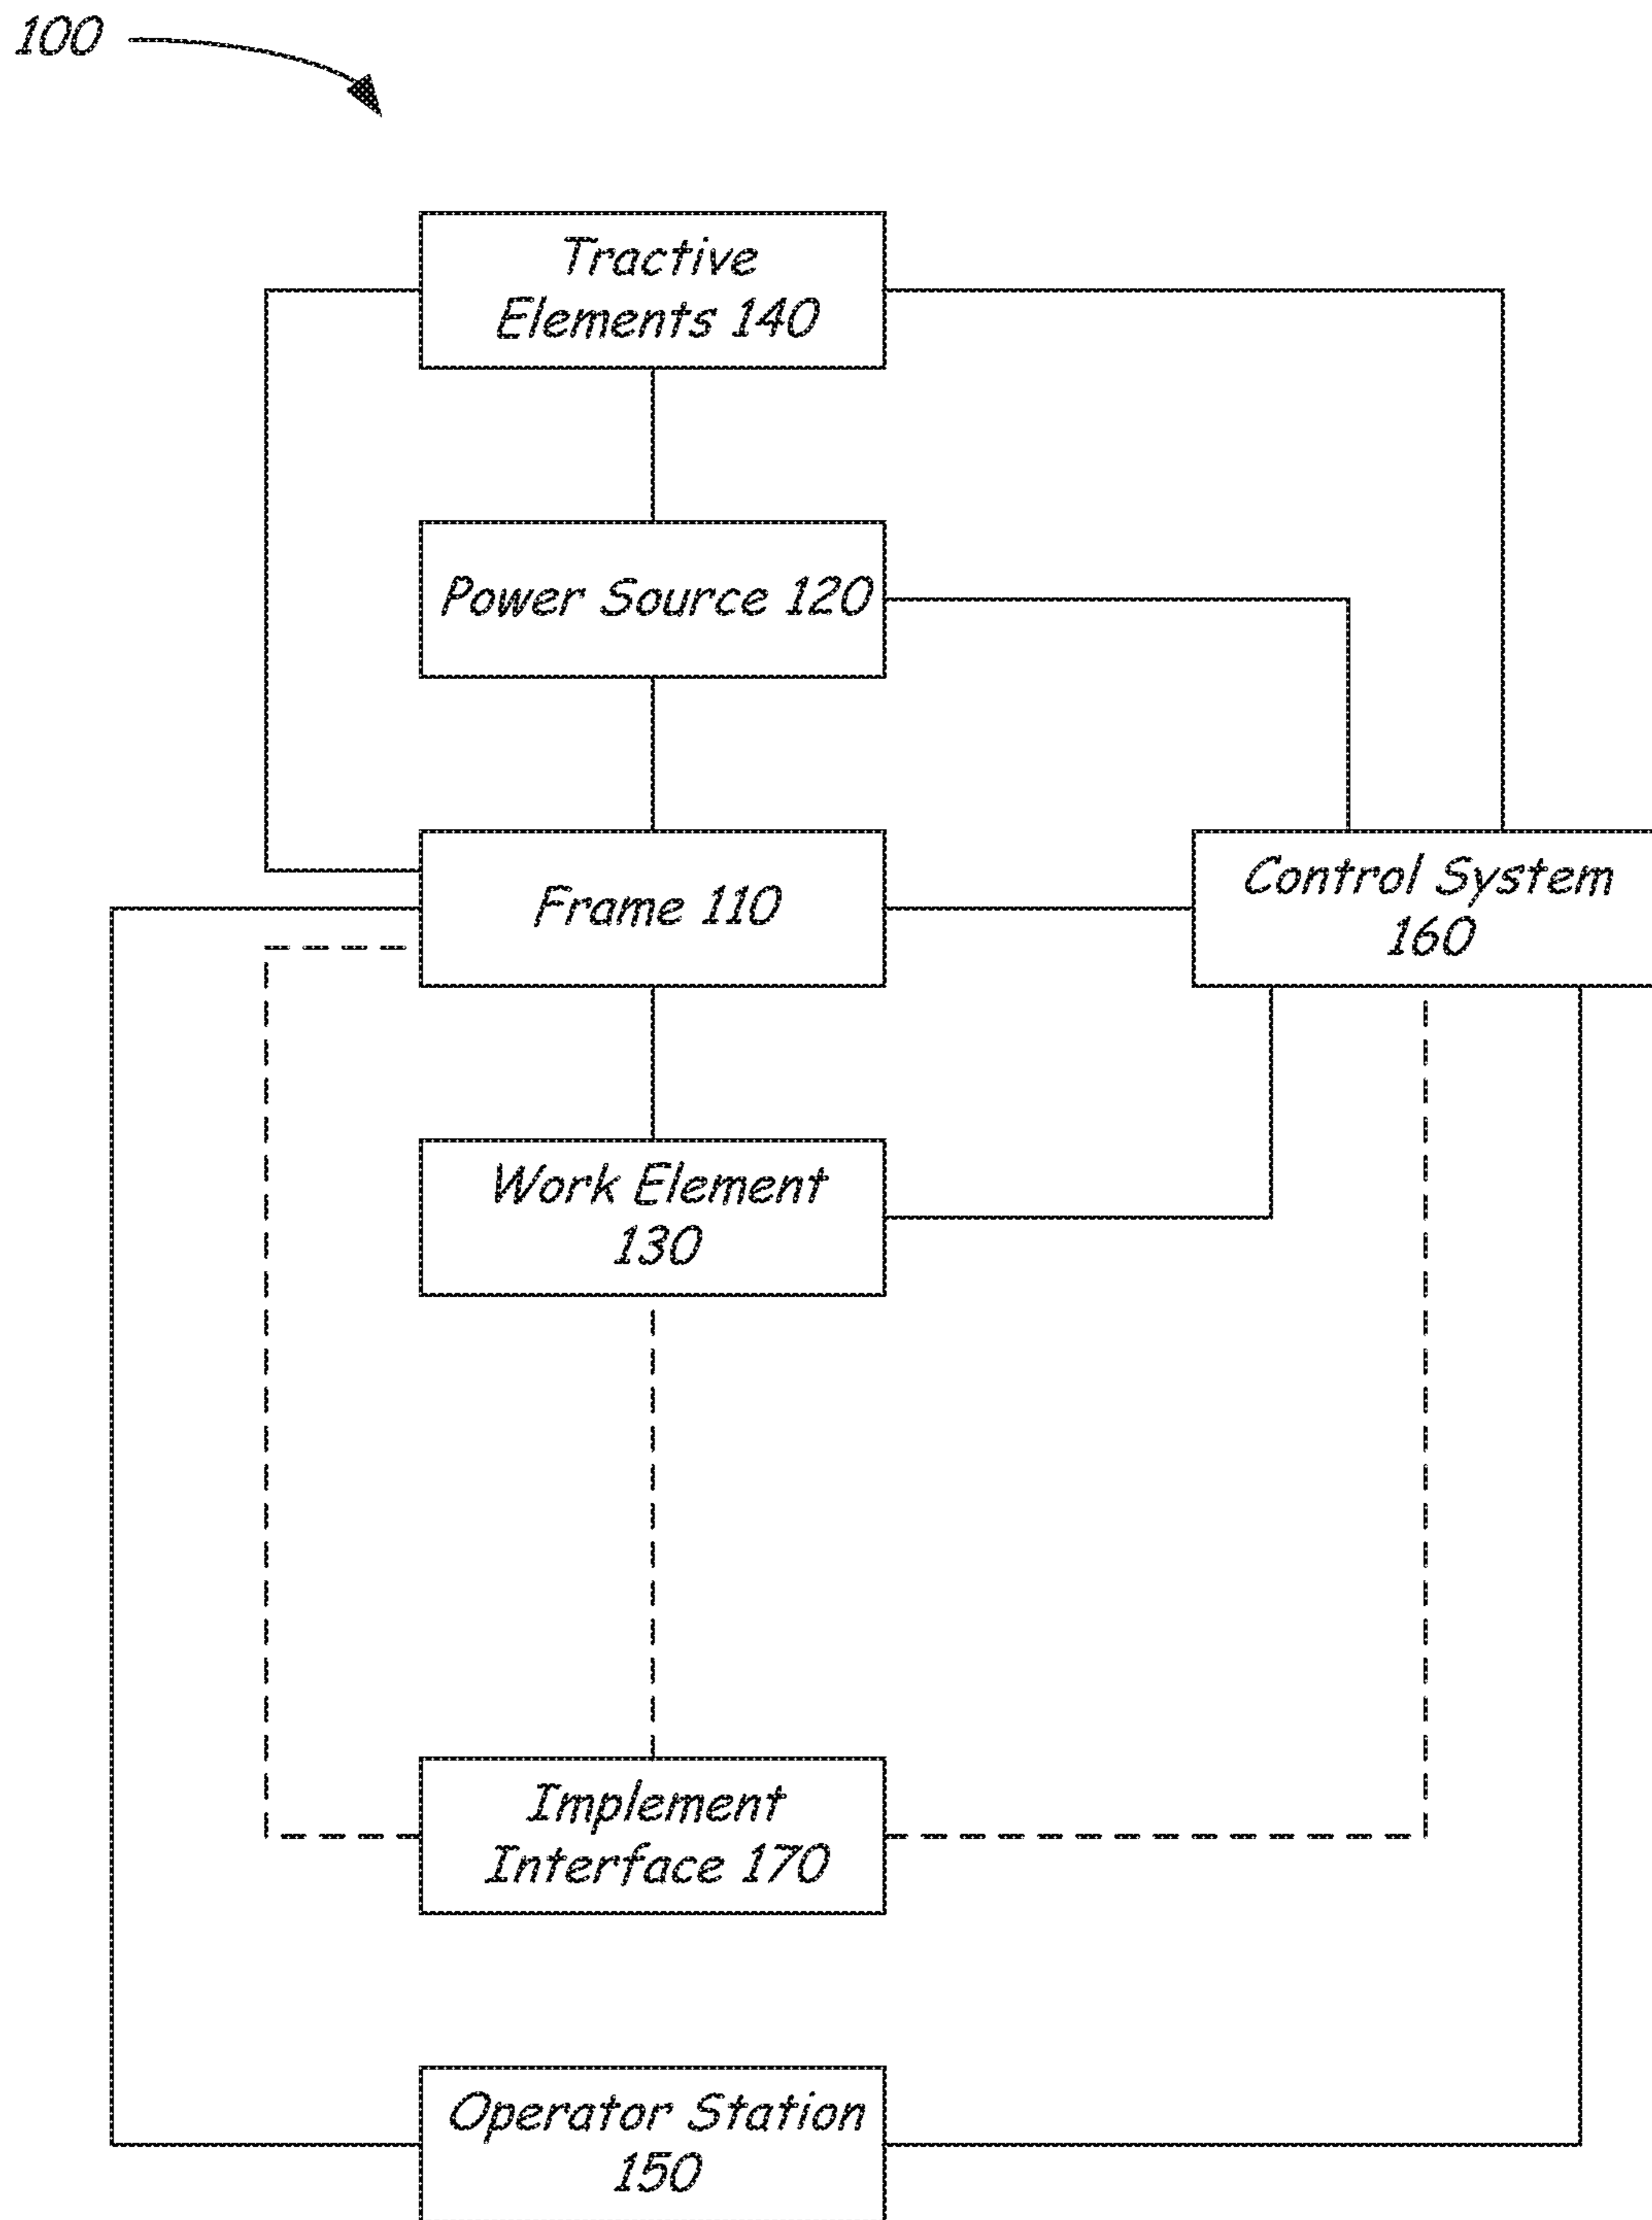 100
Tractive
Elements 140
Power Source 120
Frame 110
Control System
160
Work Element
130
Implement
Interface 170
Operator Station
150